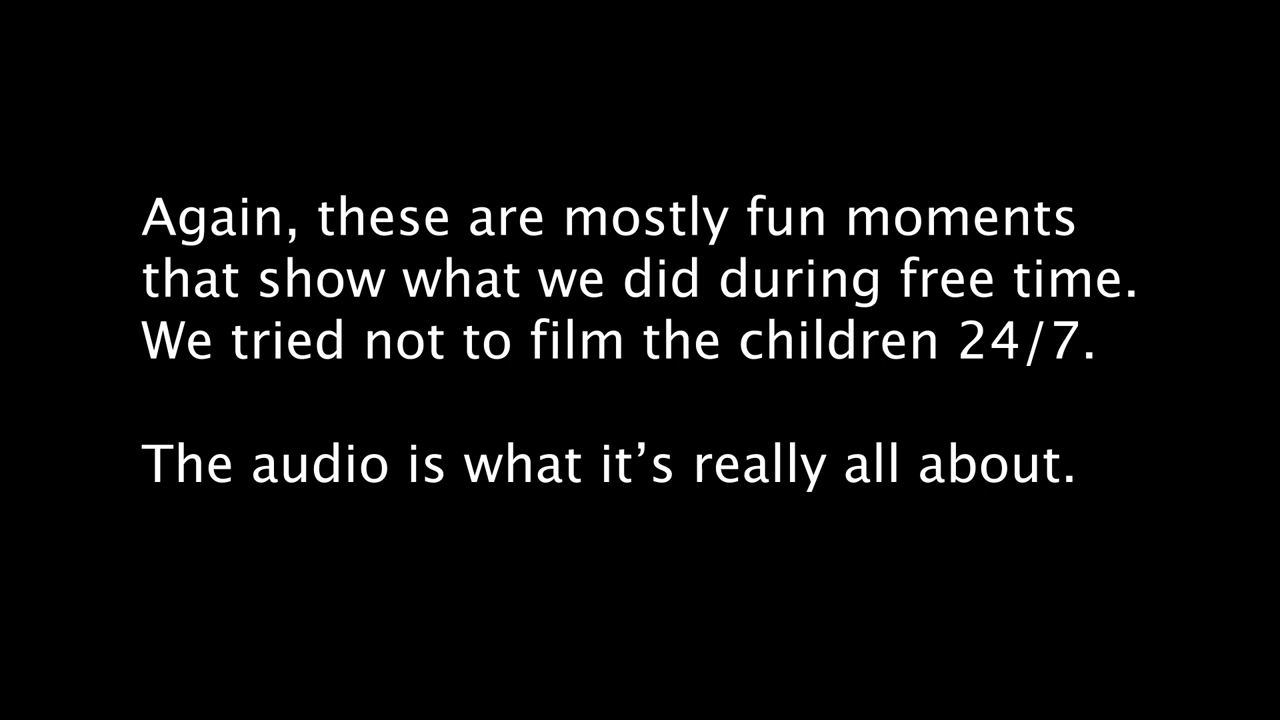 Again, these are mostly fun moments
that show what we did during free time.
We tried not to film the children 24/7.
The audio is what it’s really all about.